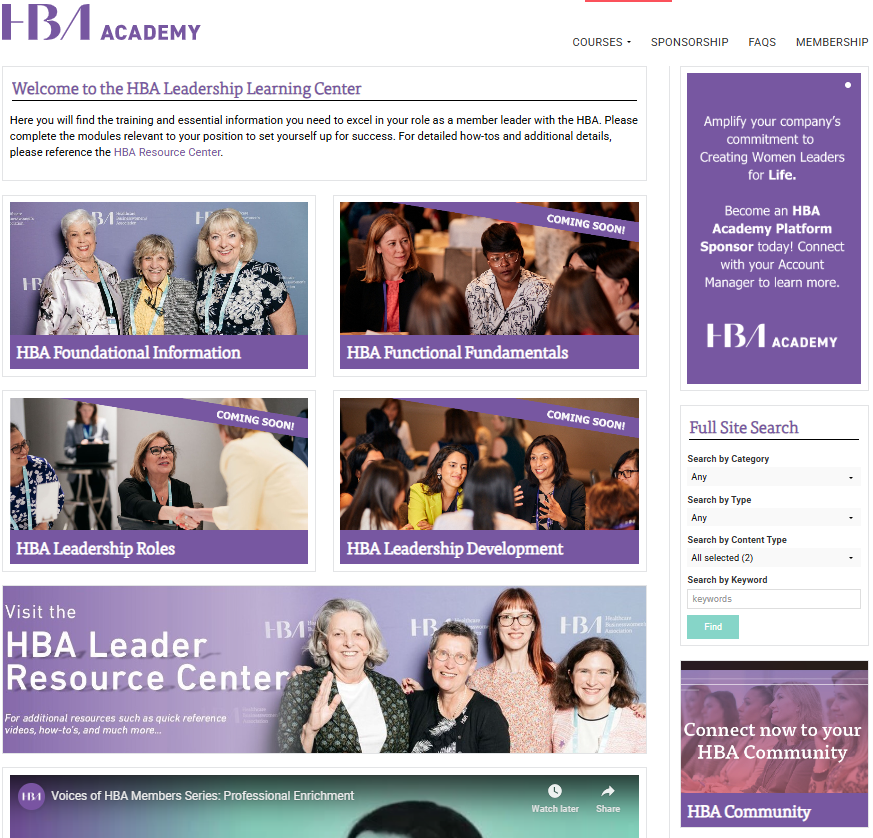 HBA ACADEMY
COURSES
SPONSORSHIP
FAQS
MEMBERSHIP
Welcome to the HBA Leadership Learning Center
Here you will find the training and essential information you need to excel in your role as a member leader with the HBA. Please
complete the modules relevant to your position to set yourself up for success. For detailed how-tos and additional details,
please reference the HBA Resource Center.
HBA Foundational Information
COMING SOON!
HBA Functional Fundamentals
COMING SOON!
HBA Leadership Roles
COMING SOON!
HBA Leadership Development
Visit the
HBA Leader
Resource Center
For additional resources such as quick reference
videos, how-to's, and much more...
HBA
Healthcare
Businesswomen's
Association
HBA
Voices of HBA Members Series: Professional Enrichment
Watch later
Share
Amplify your company's
commitment to
Creating Women Leaders
for Life.
Become an HBA
Academy Platform
Sponsor today! Connect
with your Account
Manager to learn more.
HBA ACADEMY
Full Site Search
Search by Category
Any
Search by Type
Any
Search by Content Type
All selected (2)
Search by Keyword
keywords
Find
Connect now to your
HBA Community
HBA Community